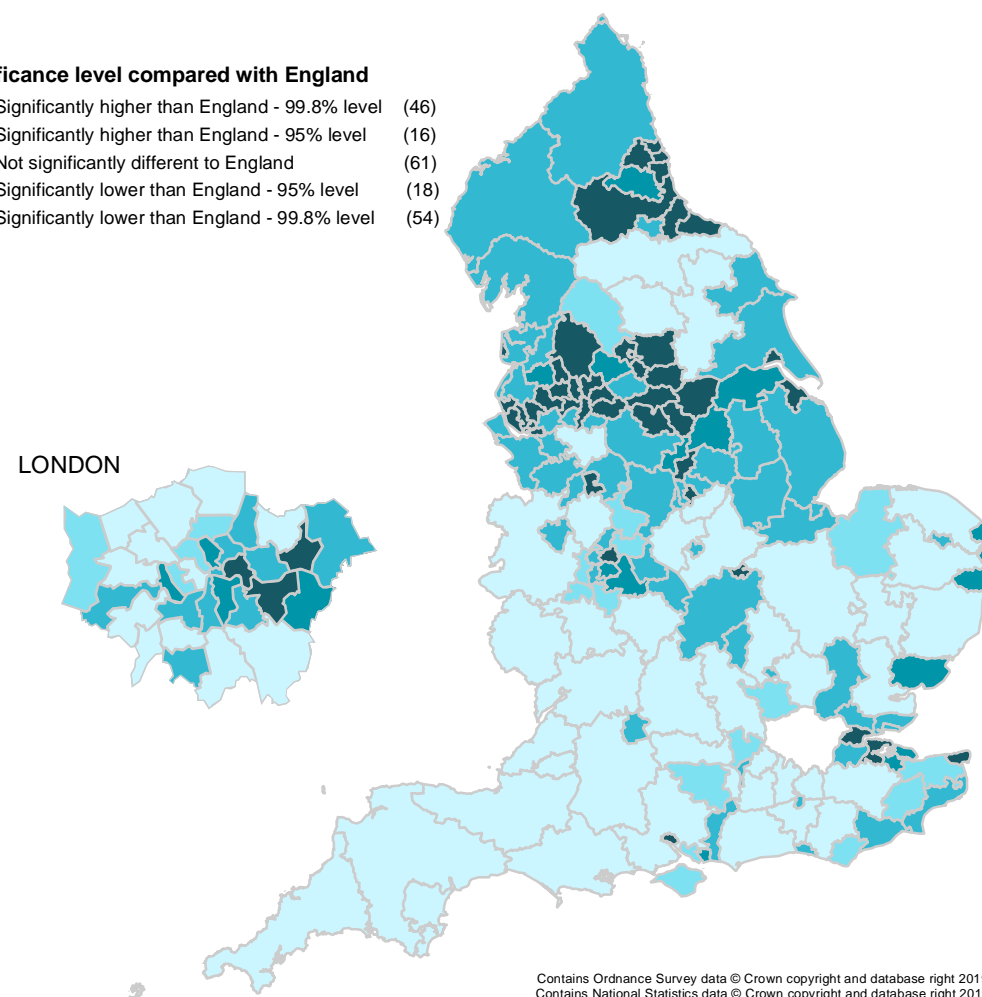 ficance level compared with England
Significantly higher than England - 99.8% level (46)
Significantly higher than England - 95% level (16)
Not significantly different to England (61)
Significantly lower than England - 95% level (18)
Significantly lower than England - 99.8% level (54)
LONDON
Contains Ordnance Survey data © Crown copyright and database right 201
Contains National Statistics data © Crown copyright and database right 201